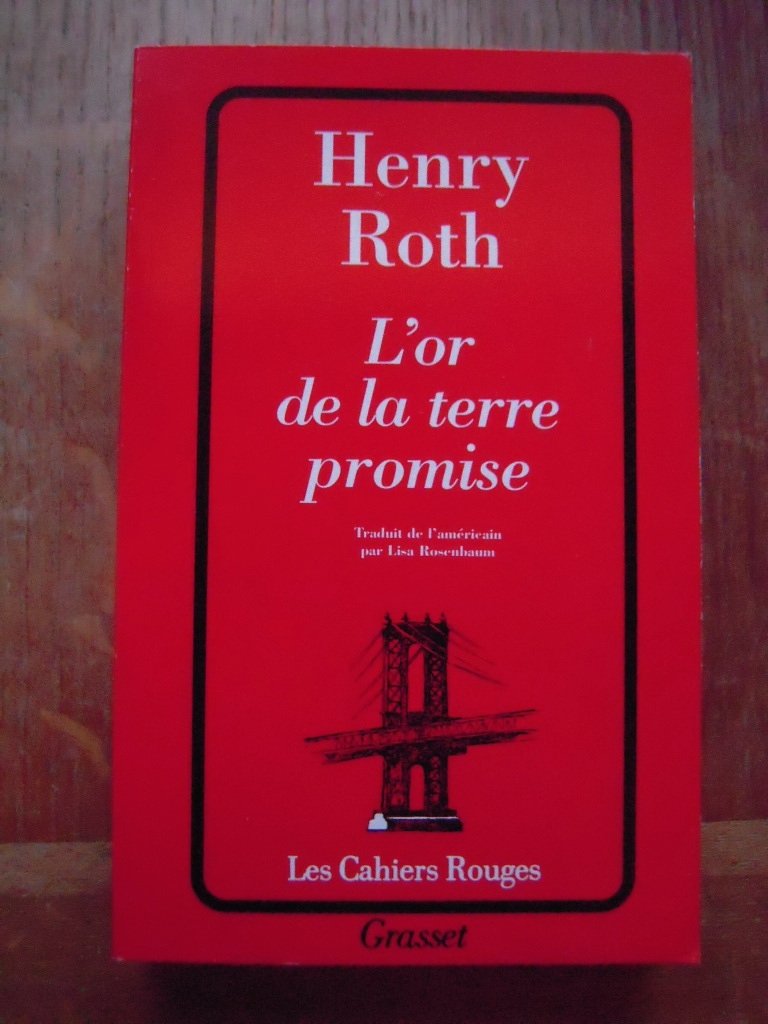 Henry
Roth
L'or
de la terre
promise
Traduit de l'américain
par Lisa Rosenbaum
Les Cahiers Rouges
Grasset